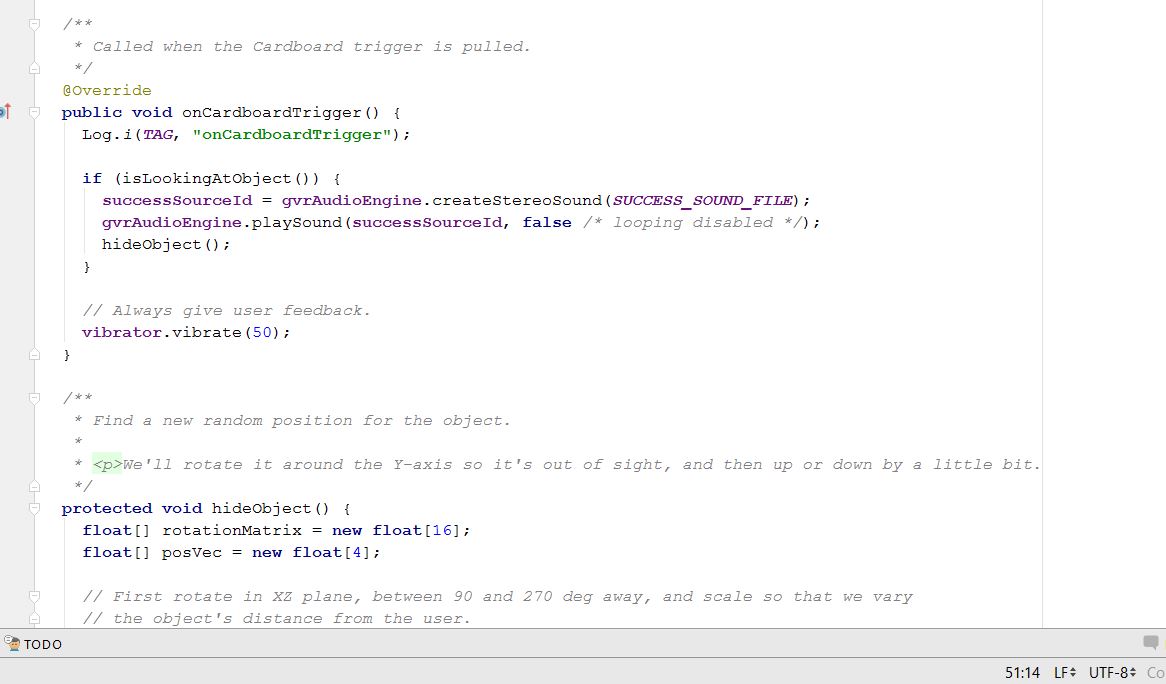 /**
 * Called when the Cardboard trigger is pulled.
 */
@Override
public void onCardboardTrigger() {
  Log.i(TAG, "onCardboardTrigger");

  if (isLookingAtObject()) {
    successSourceId = gvrAudioEngine.createStereoSound(SUCCESS_SOUND_FILE);
    gvrAudioEngine.playSound(successSourceId, false /* looping disabled */);
    hideObject();
  }

  // Always give user feedback.
  vibrator.vibrate(50);
}

/**
 * Find a new random position for the object.
 *
 * <p>We'll rotate it around the Y-axis so it's out of sight, and then up or down by a little bit.
 */
protected void hideObject() {
  float[] rotationMatrix = new float[16];
  float[] posVec = new float[4];

  // First rotate in XZ plane, between 90 and 270 deg away, and scale so that we vary
  // the object's distance from the user.
TODO
51:14 LF UTF-8 Co